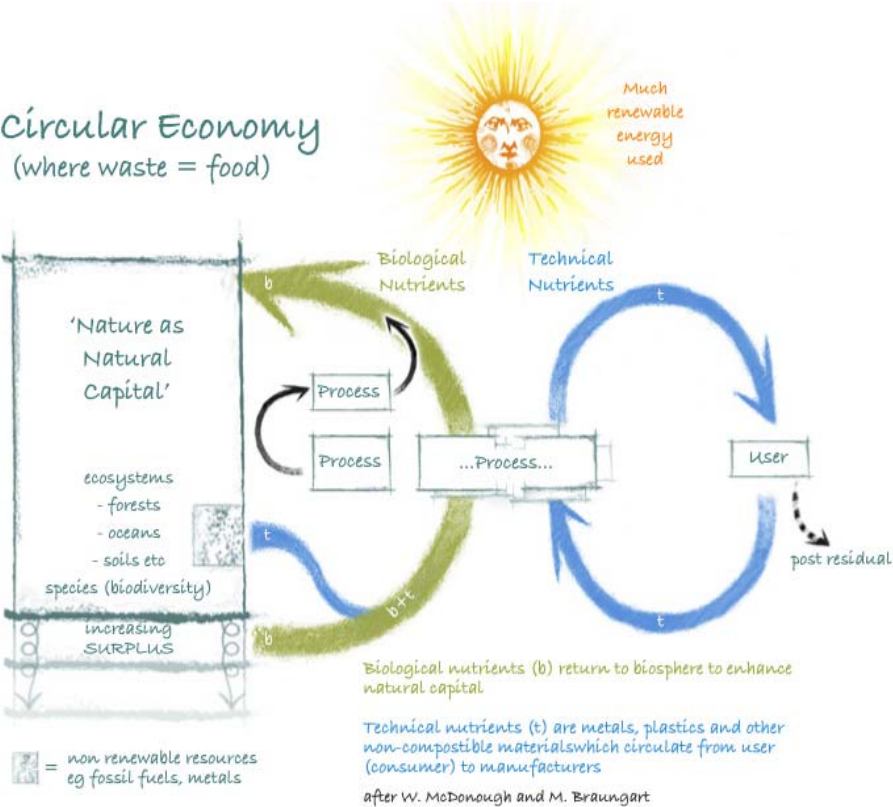 Circular Economy
(where waste = food)
Much
renewable
energy
used
Biological
Nutrients
Technical
Nutrients
b
t
'Nature as
Natural
Capital'
Process
Process
...Process...
User
ecosystems
- forests
- oceans
- soils etc
species (biodiversity)
t
post residual
b+t
t
increasing
SURPLUS
b
Biological nutrients (b) return to biosphere to enhance
natural capital
Technical nutrients (t) are metals, plastics and other
non-compostible materialswhich circulate from user
(consumer) to manufacturers
= non renewable resources
eg fossil fuels, metals
after W. McDonough and M. Braungart